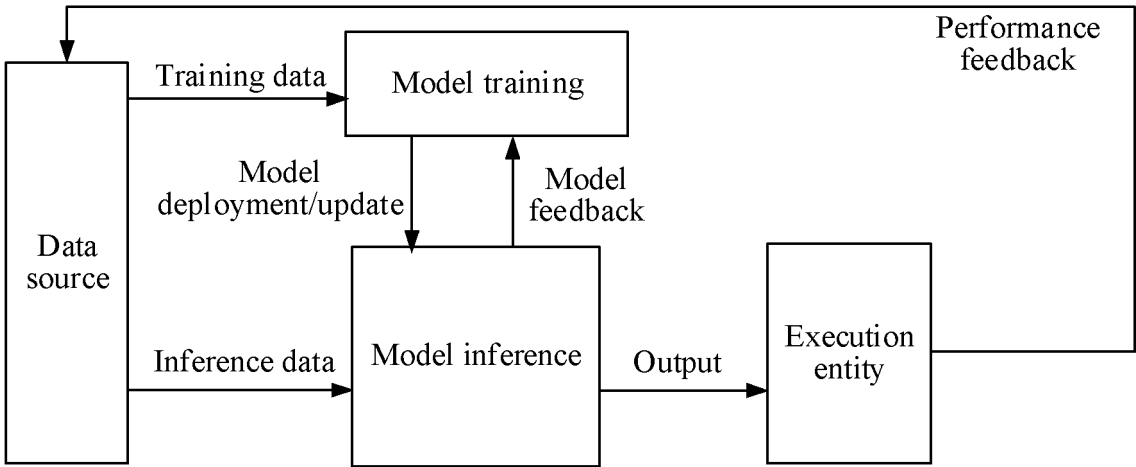 Performance
feedback
Training data
Model training
Model
deployment/update
Model
feedback
Data
source
Inference data
Model inference
Output
Execution
entity